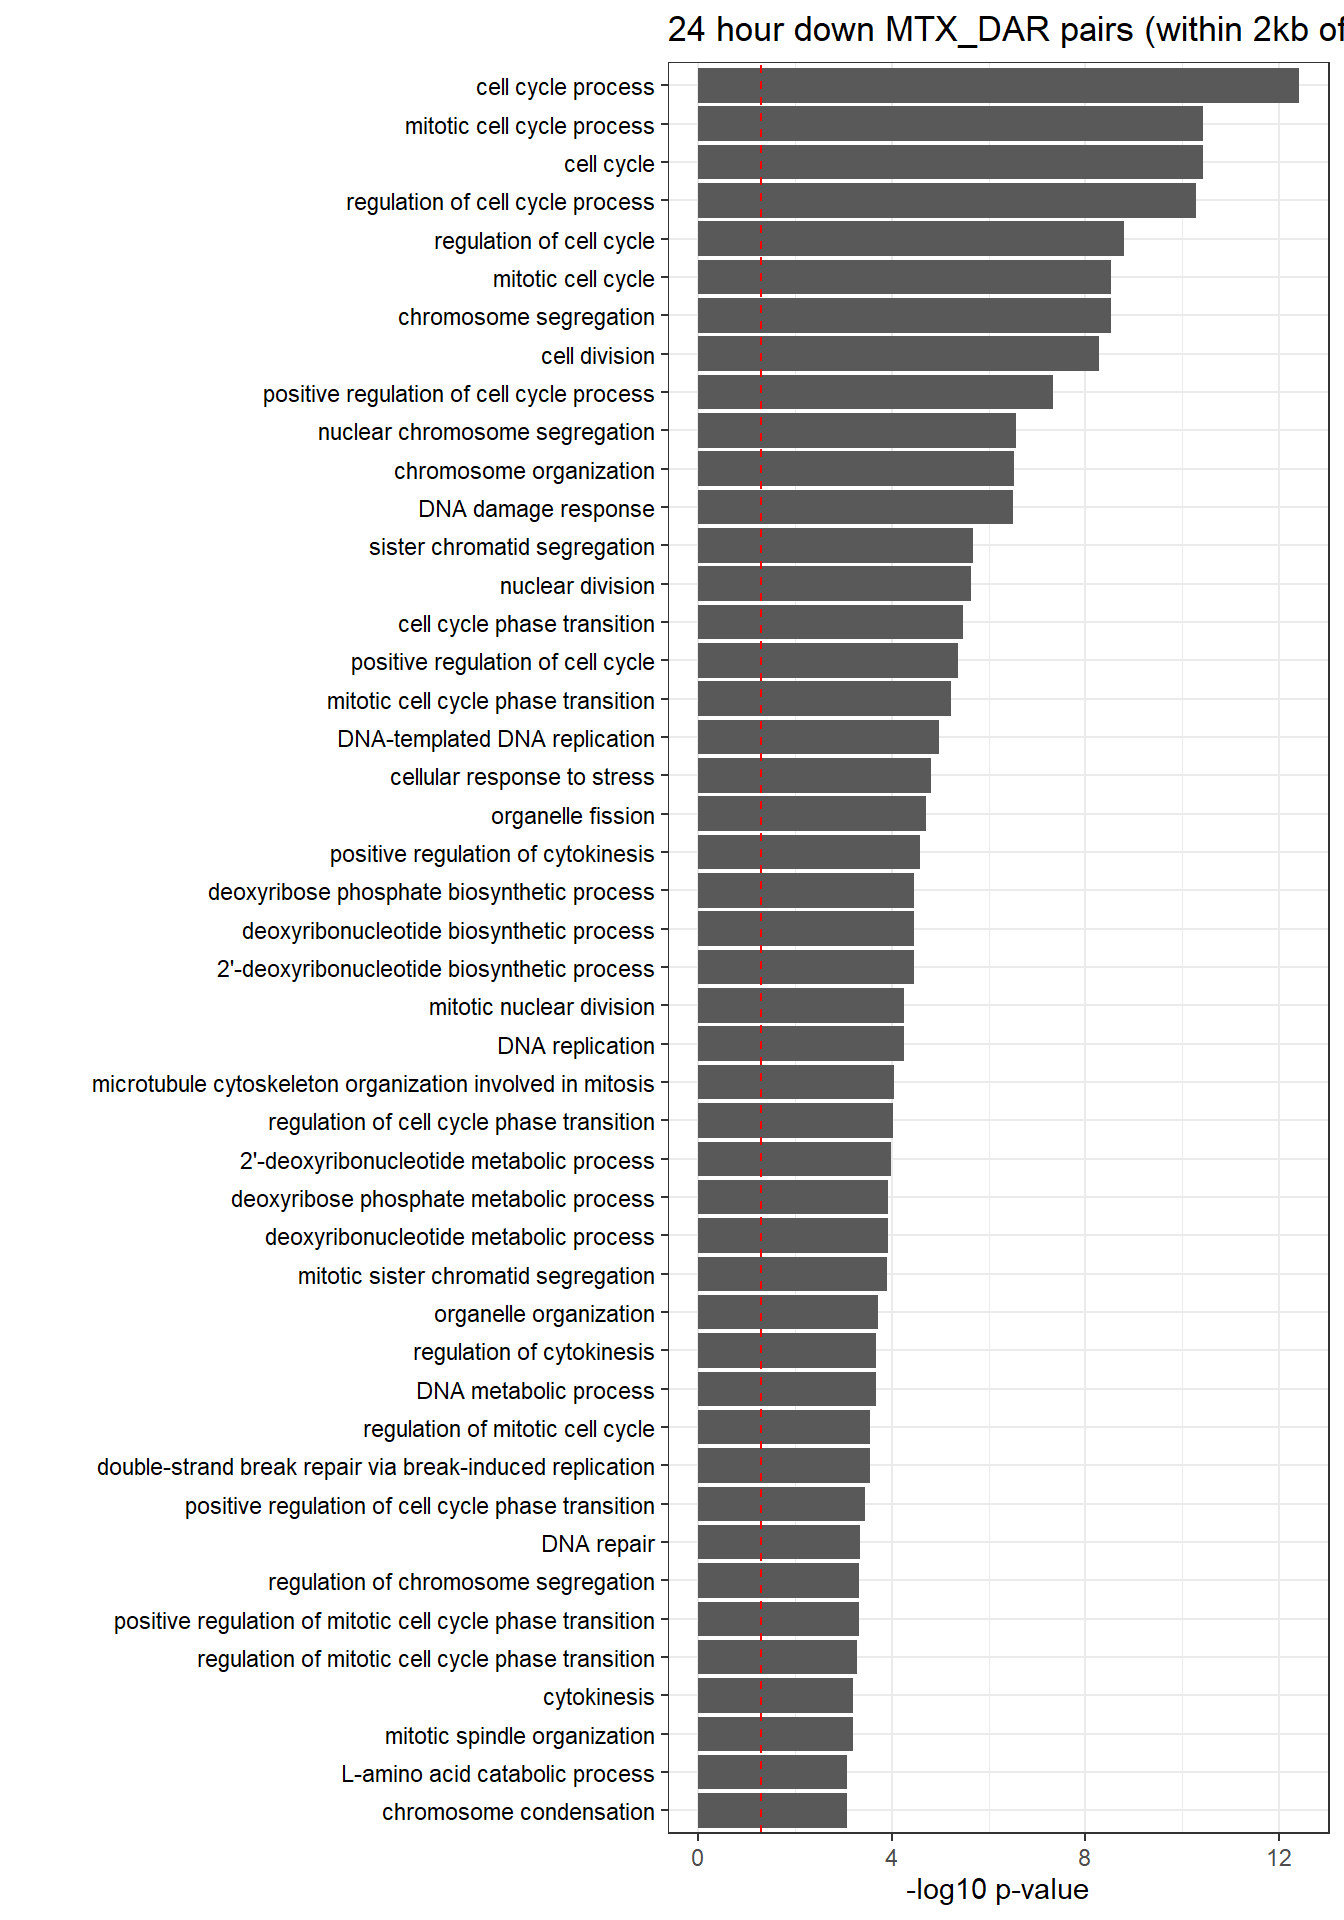 24 hour down MTX_DAR pairs (within 2kb of
cell cycle process
mitotic cell cycle process
cell cycle
regulation of cell cycle process
regulation of cell cycle
mitotic cell cycle
chromosome segregation
cell division
positive regulation of cell cycle process
nuclear chromosome segregation
chromosome organization
DNA damage response
sister chromatid segregation
nuclear division
cell cycle phase transition
positive regulation of cell cycle
mitotic cell cycle phase transition
DNA-templated DNA replication
cellular response to stress
organelle fission
positive regulation of cytokinesis
deoxyribose phosphate biosynthetic process
deoxyribonucleotide biosynthetic process
2'-deoxyribonucleotide biosynthetic process
mitotic nuclear division
DNA replication
microtubule cytoskeleton organization involved in mitosis
regulation of cell cycle phase transition
2'-deoxyribonucleotide metabolic process
deoxyribose phosphate metabolic process
deoxyribonucleotide metabolic process
mitotic sister chromatid segregation
organelle organization
regulation of cytokinesis
DNA metabolic process
regulation of mitotic cell cycle
double-strand break repair via break-induced replication
positive regulation of cell cycle phase transition
DNA repair
regulation of chromosome segregation
positive regulation of mitotic cell cycle phase transition
regulation of mitotic cell cycle phase transition
cytokinesis
mitotic spindle organization
L-amino acid catabolic process
chromosome condensation
0 4 8 12
-log10 p-value